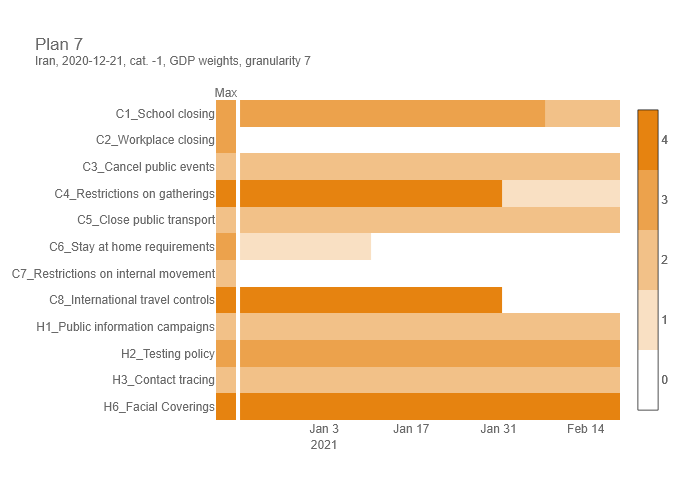 Plan 7
Iran, 2020-12-21, cat. -1, GDP weights, granularity 7
Max
C1_School closing
C2_Workplace closing
C3_Cancel public events
C4_Restrictions on gatherings
C5_Close public transport
C6_Stay at home requirements
C7_Restrictions on internal movement
C8_International travel controls
H1_Public information campaigns
H2_Testing policy
H3_Contact tracing
H6_Facial Coverings
Jan 3 Jan 17 Jan 31 Feb 14
2021
4
3
2
1
0